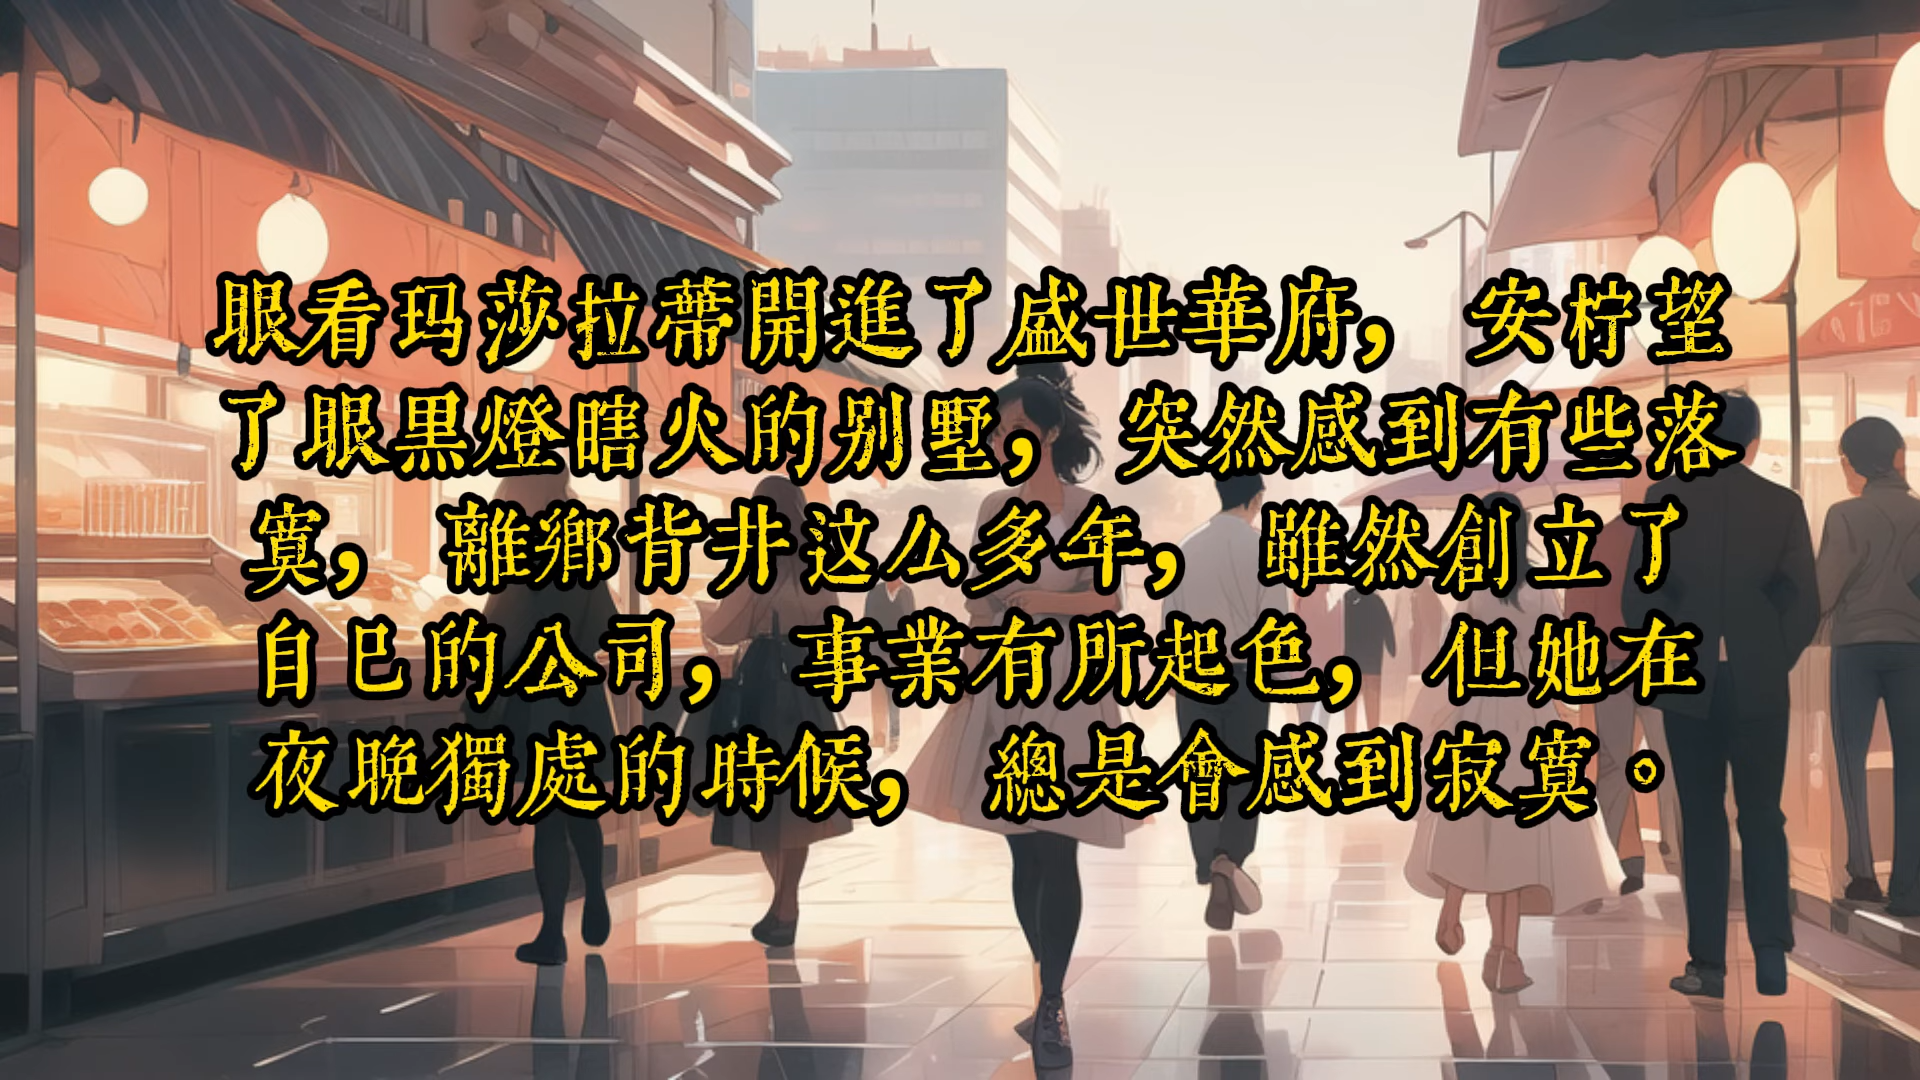 眼看玛莎拉蒂開進了盛世華府，安柠望
了眼黒燈瞎火的别墅，突然感到有些落
寞，離鄉背井这么多年，雖然創立了
自已的公司，事業有所起色，但她在
夜晚獨處的時候，總是會感到寂寞。